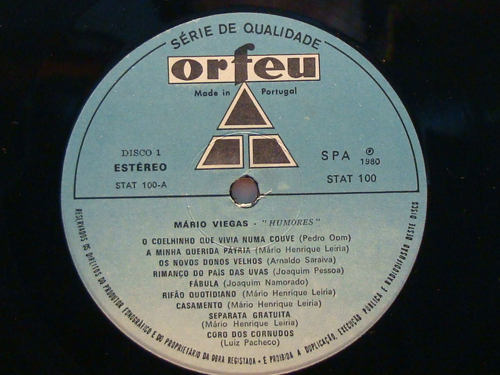 SÉRIE DE QUALIDADE
orfeu
Made in Portugal
DISCO 1
ESTÉREO
STAT 100-A
SPA ℗ 1980
STAT 100
MÁRIO VIEGAS - "HUMORES"
O COELHINHO QUE VIVIA NUMA COUVE (Pedro Oom)
A MINHA QUERIDA PÁTRIA (Mário Henrique Leiria)
OS NOVOS DONOS VELHOS (Arnaldo Saraiva)
RIMANÇO DO PAÍS DAS UVAS (Joaquim Pessoa)
FÁBULA (Joaquim Namorado)
RIFÃO QUOTIDIANO (Mário Henrique Leiria)
CASAMENTO (Mário Henrique Leiria)
SEPARATA GRATUITA
(Mário Henrique Leiria)
CORO DOS CORNUDOS
(Luiz Pacheco)
RESERVADOS OS DIREITOS DO PRODUTOR FONOGRÁFICO E DO PROPRIETÁRIO DA OBRA REGISTADA - É PROIBIDA A DUPLICAÇÃO, EXECUÇÃO PÚBLICA E RADIODIFUSÃO DESTE DISCO